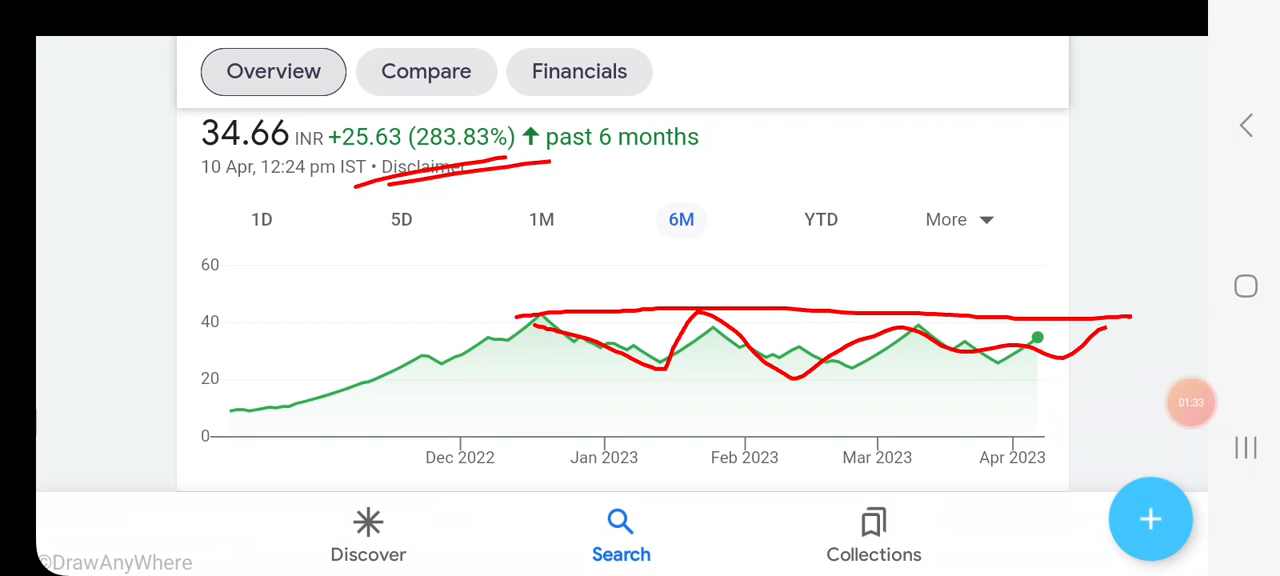 Overview Compare Financials
34.66 INR +25.63 (283.83%) ↑ past 6 months
10 Apr, 12:24 pm IST • Disclaimer
1D 5D 1M 6M YTD More
60
40
20
0
Dec 2022 Jan 2023 Feb 2023 Mar 2023 Apr 2023
01:33
Discover Search Collections
©DrawAnyWhere